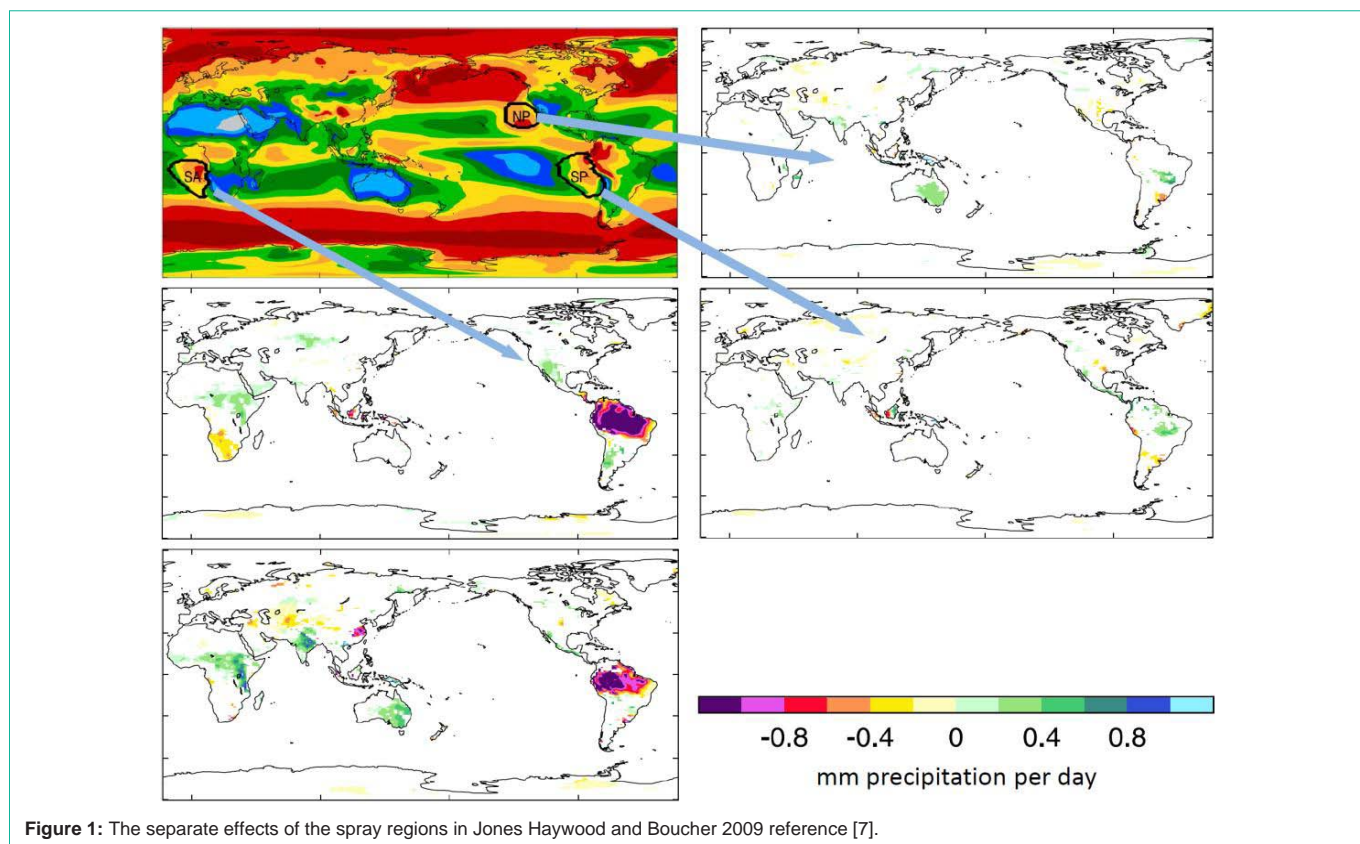 NP
SA
SP
-0.8 -0.4 0 0.4 0.8
mm precipitation per day
Figure 1: The separate effects of the spray regions in Jones Haywood and Boucher 2009 reference [7].